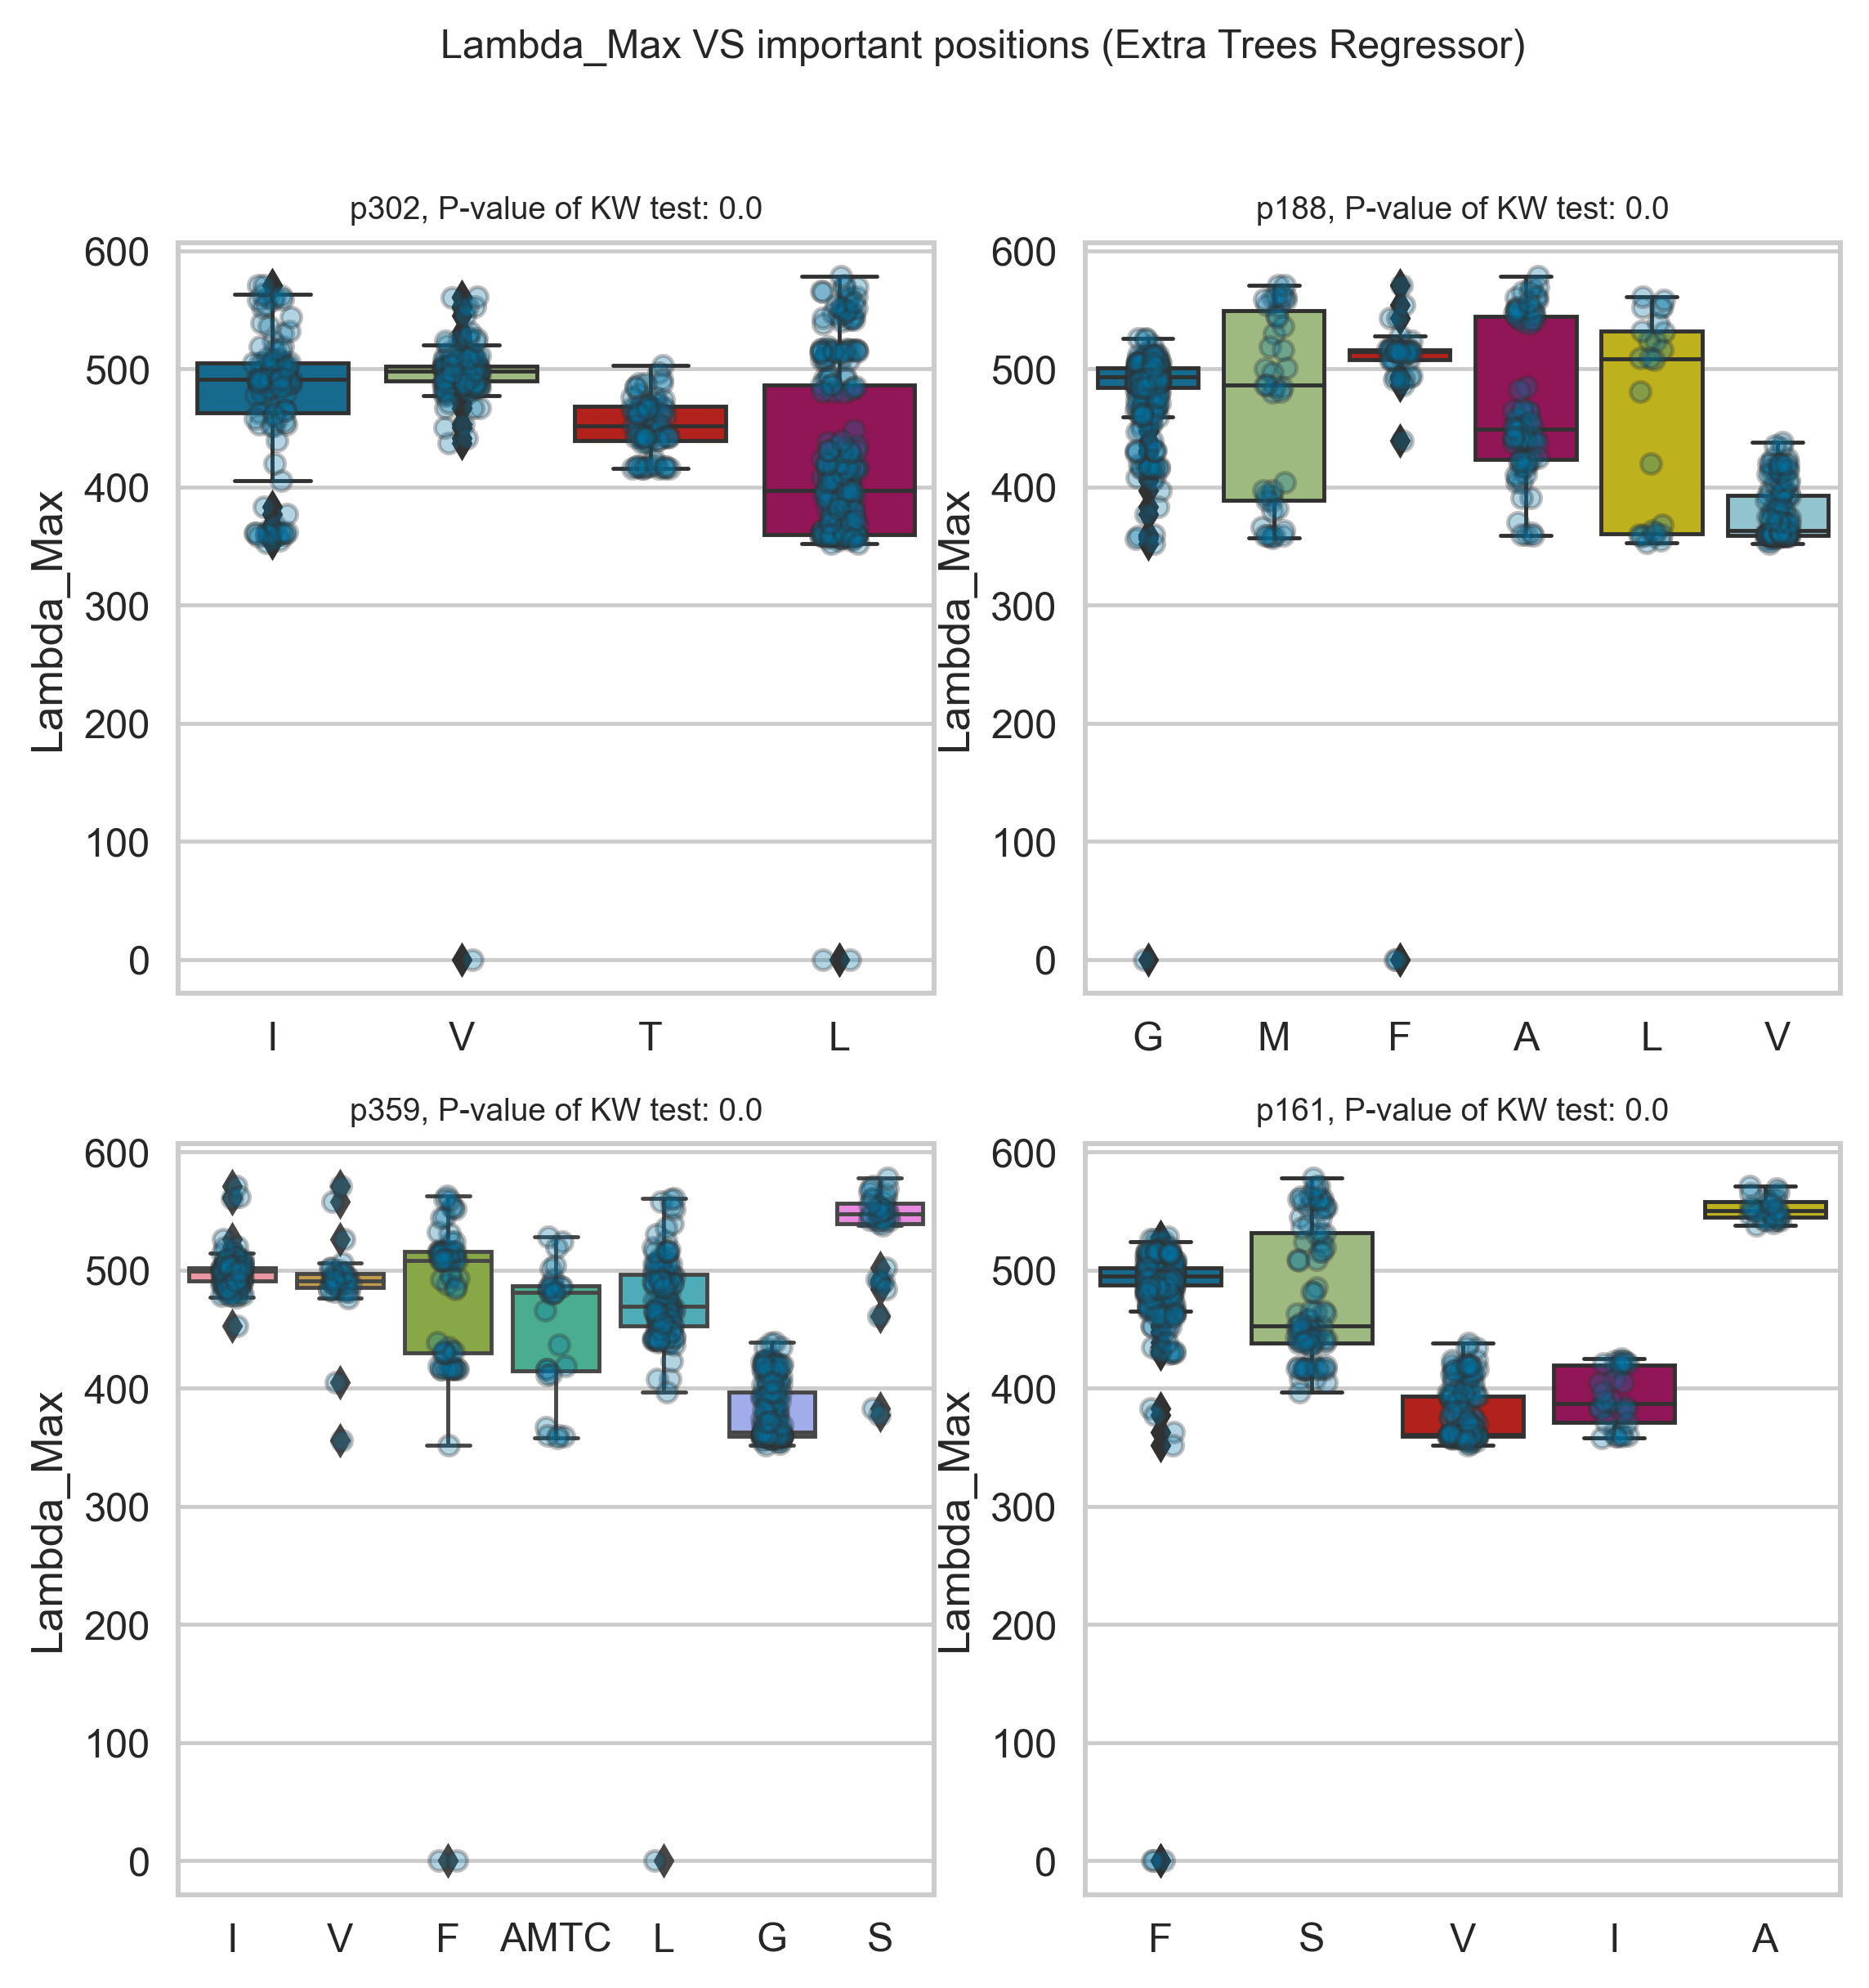 Lambda_Max VS important positions (Extra Trees Regressor)
p302, P-value of KW test: 0.0
Lambda_Max
600
500
400
300
200
100
0
I V T L
p188, P-value of KW test: 0.0
Lambda_Max
600
500
400
300
200
100
0
G M F A L V
p359, P-value of KW test: 0.0
Lambda_Max
600
500
400
300
200
100
0
I V F AMTC L G S
p161, P-value of KW test: 0.0
Lambda_Max
600
500
400
300
200
100
0
F S V I A